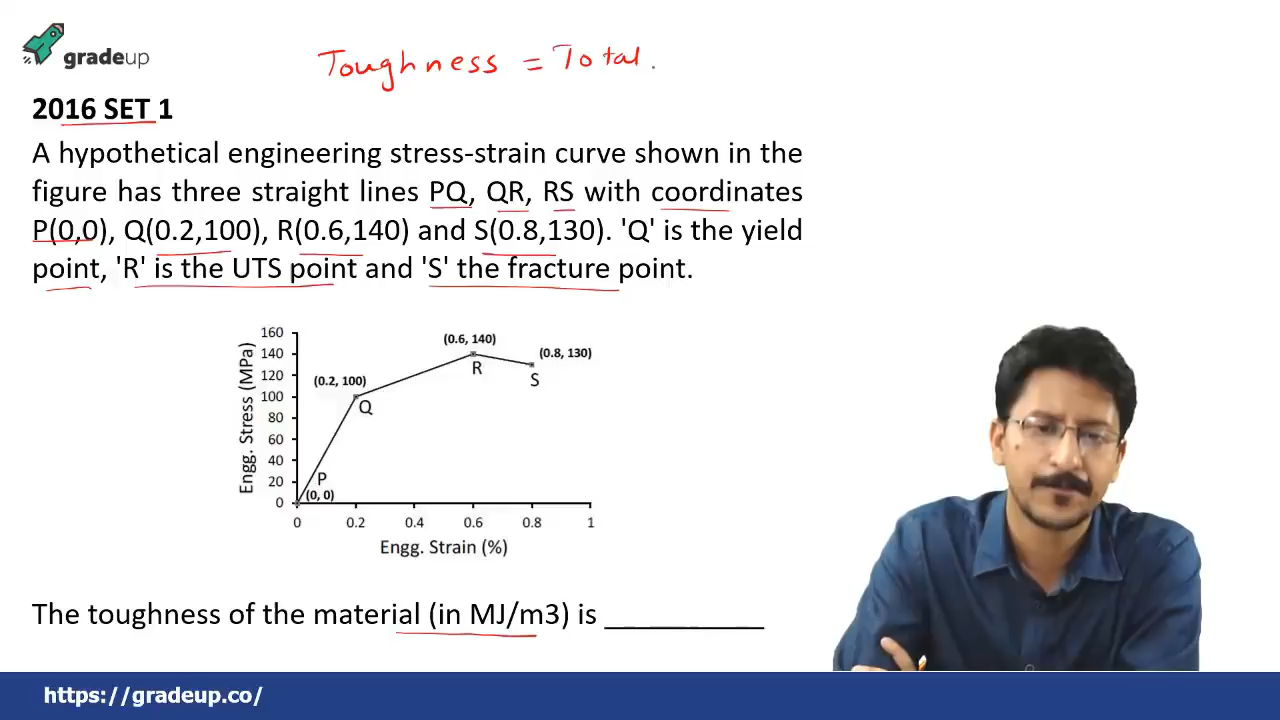 gradeup
Toughness = Total
2016 SET 1
A hypothetical engineering stress-strain curve shown in the
figure has three straight lines PQ, QR, RS with coordinates
P(0,0), Q(0.2,100), R(0.6,140) and S(0.8,130). 'Q' is the yield
point, 'R' is the UTS point and 'S' the fracture point.
160
140
120
100
80
60
40
20
0
Engg. Stress (MPa)
(0.6, 140)
(0.8, 130)
R
S
(0.2, 100)
Q
P
(0, 0)
0 0.2 0.4 0.6 0.8 1
Engg. Strain (%)
The toughness of the material (in MJ/m3) is __________
https://gradeup.co/